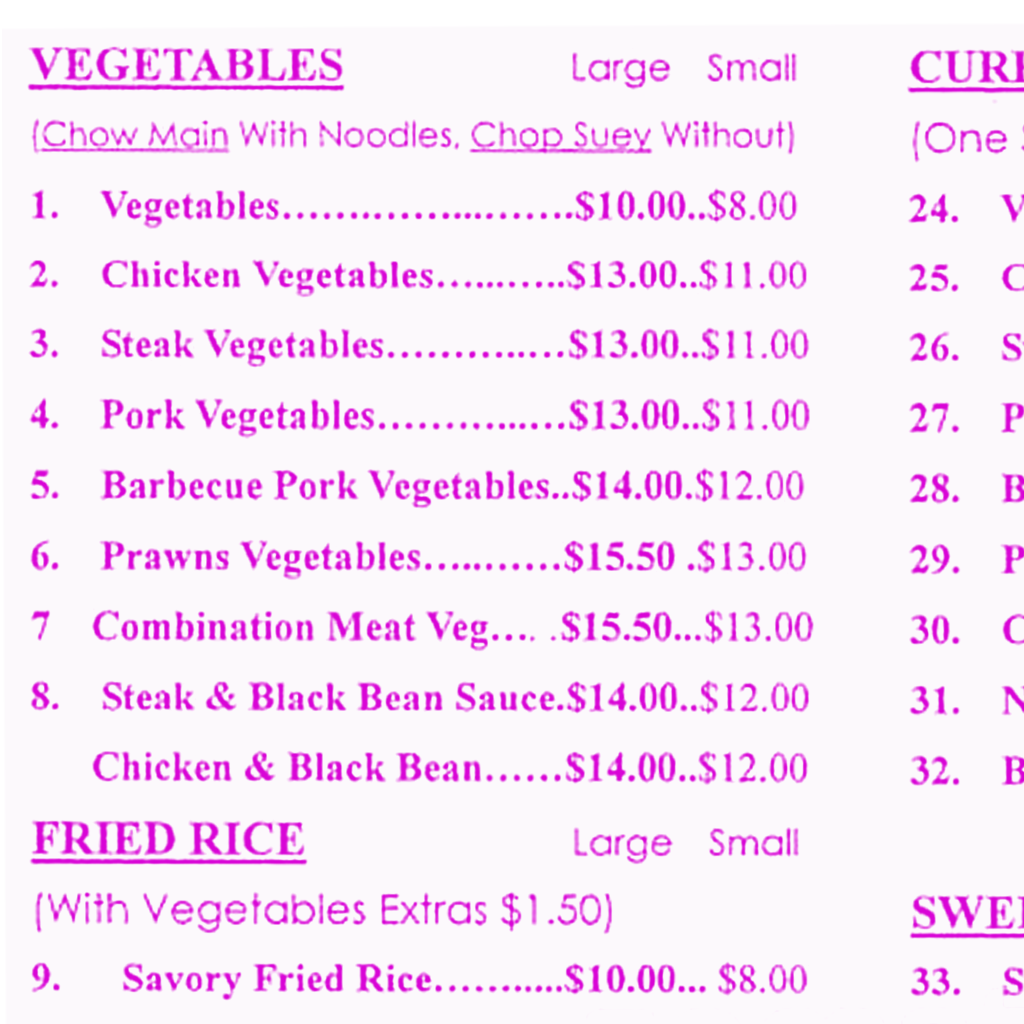 VEGETABLES Large Small
(Chow Main With Noodles, Chop Suey Without)
1. Vegetables……..……....…….$10.00..$8.00
2. Chicken Vegetables…...…...$13.00..$11.00
3. Steak Vegetables………...…$13.00..$11.00
4. Pork Vegetables………...…$13.00..$11.00
5. Barbecue Pork Vegetables..$14.00.$12.00
6. Prawns Vegetables…...……$15.50 .$13.00
7 Combination Meat Veg…. .$15.50...$13.00
8. Steak & Black Bean Sauce.$14.00..$12.00
Chicken & Black Bean……$14.00..$12.00
FRIED RICE Large Small
(With Vegetables Extras $1.50)
9. Savory Fried Rice……….....$10.00... $8.00
(One
24. V
25. C
26.
27. P
28. B
29. P
30. C
31. N
32. B
33. S